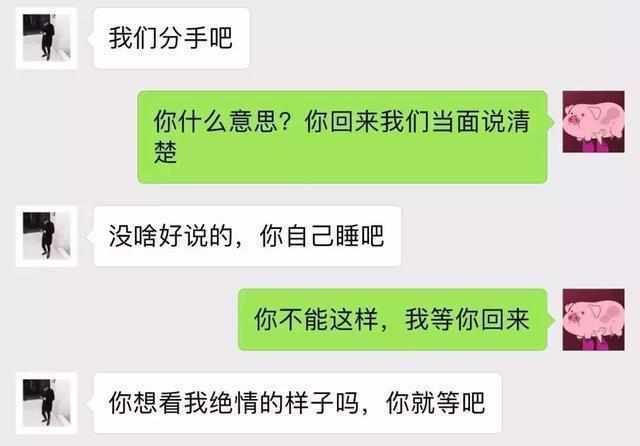 我们分手吧
你什么意思？你回来我们当面说清
楚
没啥好说的，你自己睡吧
你不能这样，我等你回来
你想看我绝情的样子吗，你就等吧